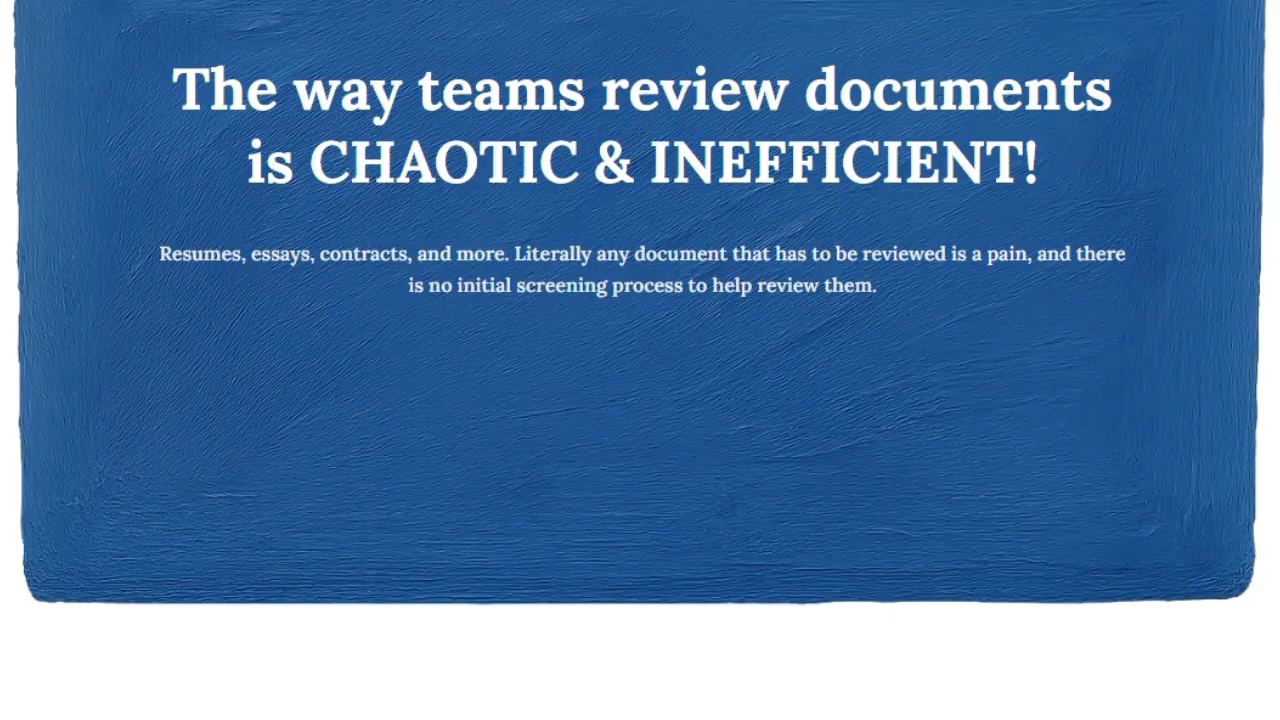 The way teams review documents
is CHAOTIC & INEFFICIENT!
Resumes, essays, contracts, and more. Literally any document that has to be reviewed is a pain, and there
is no initial screening process to help review them.